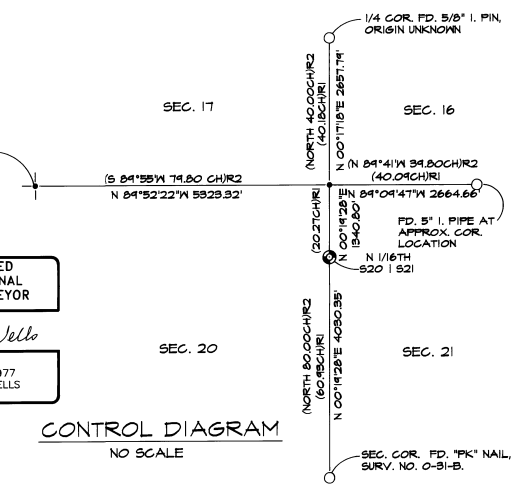 1/4 COR. FD. 5/8" I. PIN,
ORIGIN UNKNOWN
SEC. 17
SEC. 16
(NORTH 40.00CH)R2
(40.18CH)R1
N 00°17'18"E 2657.79'
(S 89°55'W 79.80 CH)R2
N 89°52'22"W 5323.32'
(N 89°41'W 39.80CH)R2
(40.09CH)R1
N 89°09'47"W 2664.66'
FD. 5" I. PIPE AT
APPROX. COR.
LOCATION
(20.27CH)R1
N 00°19'28"E
1340.80'
N 1/16TH
S20 | S21
ED
NAL
EYOR
Wells
977
ELLS
SEC. 20
SEC. 21
(NORTH 80.00CH)R2
(60.93CH)R1
N 00°19'28"E 4030.35'
CONTROL DIAGRAM
NO SCALE
SEC. COR. FD. "PK" NAIL,
SURV. NO. O-31-B.